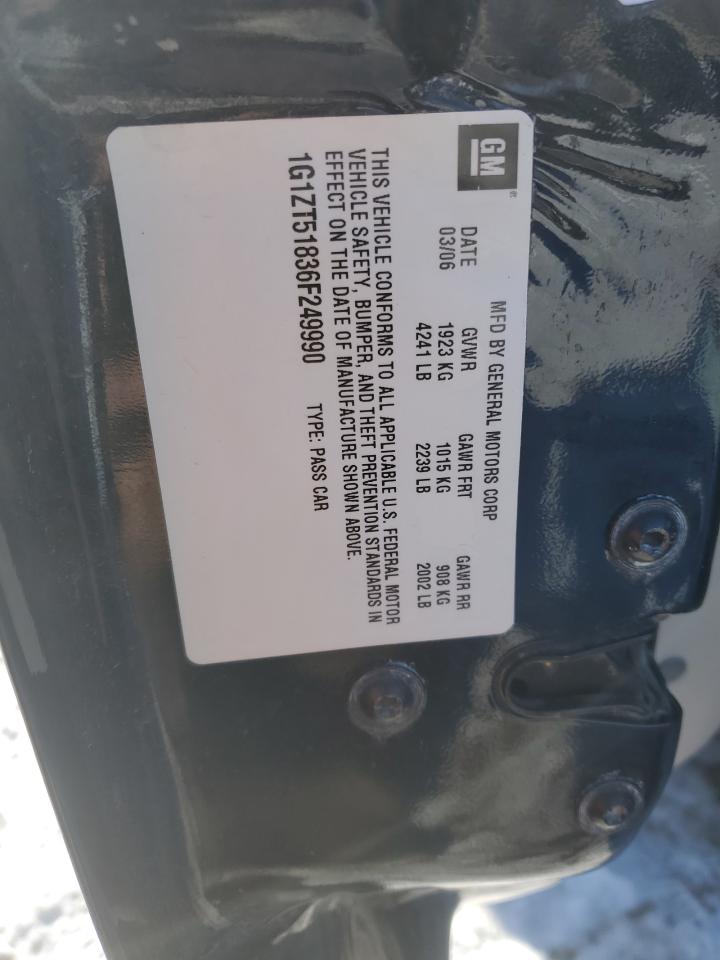 GM
MFD BY GENERAL MOTORS CORP
DATE GVWR GAWR FRT GAWR RR
03/06 1923 KG 1015 KG 908 KG
4241 LB 2239 LB 2002 LB
THIS VEHICLE CONFORMS TO ALL APPLICABLE U.S. FEDERAL MOTOR
VEHICLE SAFETY, BUMPER, AND THEFT PREVENTION STANDARDS IN
EFFECT ON THE DATE OF MANUFACTURE SHOWN ABOVE.
1G1ZT51836F249990 TYPE: PASS CAR